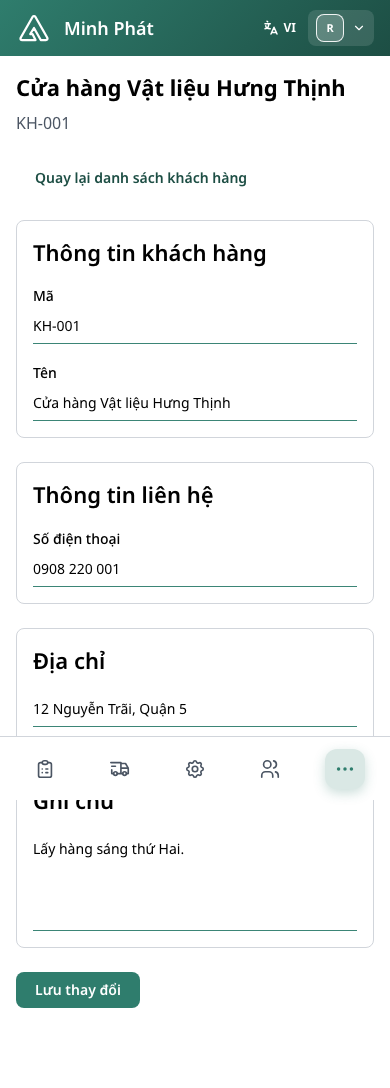 Minh Phát
VI
R
Cửa hàng Vật liệu Hưng Thịnh
KH-001
Quay lại danh sách khách hàng
Thông tin khách hàng
Mã
KH-001
Tên
Cửa hàng Vật liệu Hưng Thịnh
Thông tin liên hệ
Số điện thoại
0908 220 001
Địa chỉ
12 Nguyễn Trãi, Quận 5
Ghi chú
Lấy hàng sáng thứ Hai.
Lưu thay đổi